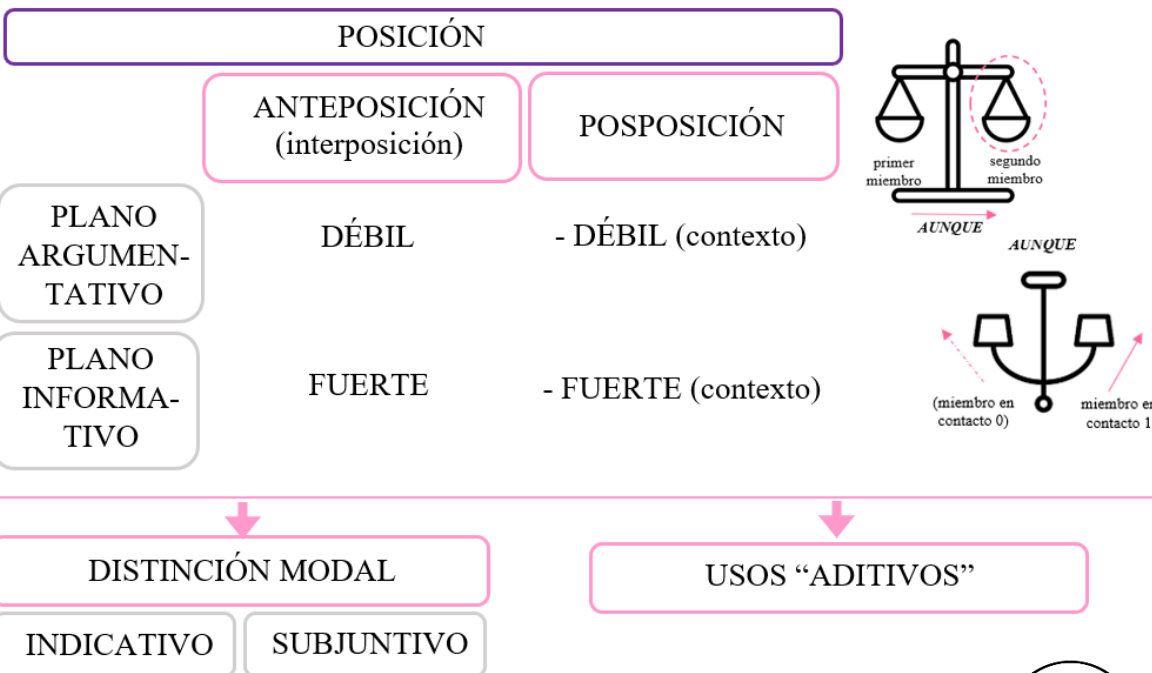 POSICIÓN
ANTEPOSICIÓN
(interposición)
POSPOSICIÓN
primer
miembro
segundo
miembro
AUNQUE
PLANO
ARGUMEN-
TATIVO
DÉBIL
- DÉBIL (contexto)
AUNQUE
PLANO
INFORMA-
TIVO
FUERTE
- FUERTE (contexto)
(miembro en
contacto 0)
miembro en
contacto 1
DISTINCIÓN MODAL
USOS “ADITIVOS”
INDICATIVO
SUBJUNTIVO